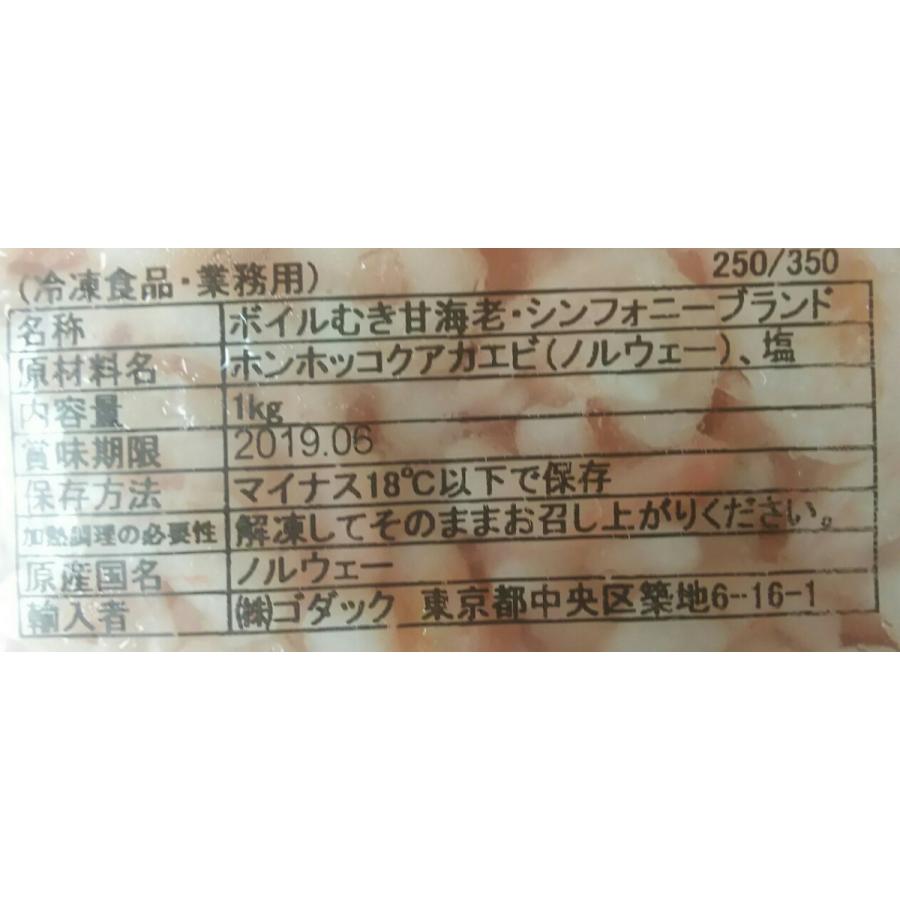 (冷凍食品・業務用) 250/350
名称 ボイルむき甘海老・シンフォニーブランド
原材料名 ホンホッコクアカエビ(ノルウェー)、塩
内容量 1kg
賞味期限 2019.06
保存方法 マイナス18℃以下で保存
加熱調理の必要性 解凍してそのままお召し上がりください。
原産国名 ノルウェー
輸入者 ㈱ゴダック 東京都中央区築地6-16-1